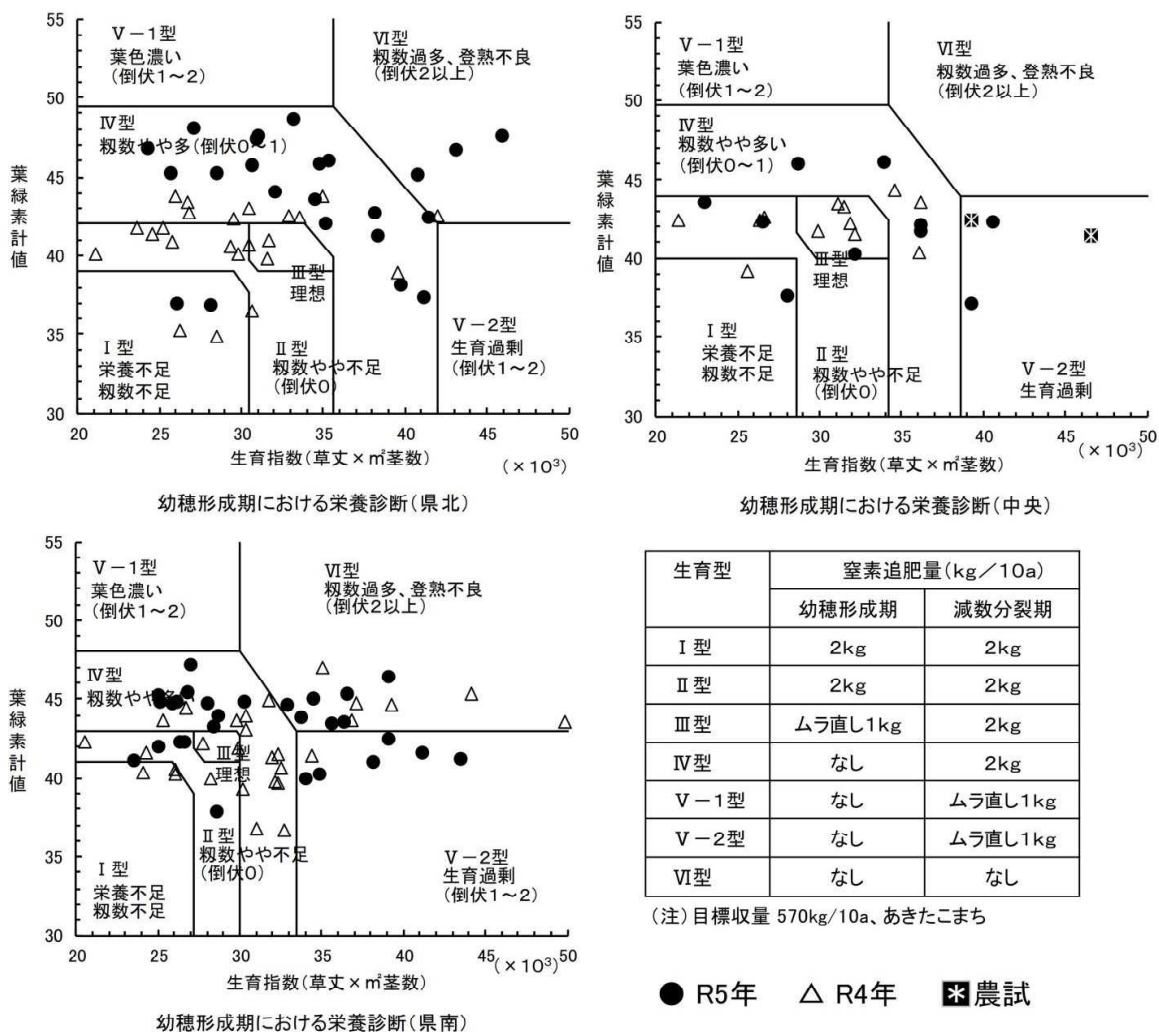 55
50
45
40
35
30
葉緑素計値
Ⅴ－1型
葉色濃い
(倒伏1～2)
Ⅵ型
籾数過多、登熟不良
(倒伏2以上)
Ⅳ型
籾数やや多(倒伏0～1)
Ⅲ型
理想
Ⅰ型
栄養不足
籾数不足
Ⅱ型
籾数やや不足
(倒伏0)
Ⅴ－2型
生育過剰
(倒伏1～2)
20 25 30 35 40 45 50
生育指数(草丈×㎡茎数)
(×10³)
幼穂形成期における栄養診断(県北)
55
50
45
40
35
30
葉緑素計値
Ⅴ－1型
葉色濃い
(倒伏1～2)
Ⅵ型
籾数過多、登熟不良
(倒伏2以上)
Ⅳ型
籾数やや多い
(倒伏0～1)
Ⅲ型
理想
Ⅰ型
栄養不足
籾数不足
Ⅱ型
籾数やや不足
(倒伏0)
Ⅴ－2型
生育過剰
20 25 30 35 40 45 50
生育指数(草丈×㎡茎数)
(×10³)
幼穂形成期における栄養診断(中央)
55
50
45
40
35
30
葉緑素計値
Ⅴ－1型
葉色濃い
(倒伏1～2)
Ⅵ型
籾数過多、登熟不良
(倒伏2以上)
Ⅳ型
籾数やや多い
Ⅲ型
理想
Ⅰ型
栄養不足
籾数不足
Ⅱ型
籾数やや不足
(倒伏0)
Ⅴ－2型
生育過剰
(倒伏1～2)
20 25 30 35 40 45 50
生育指数(草丈×㎡茎数)
(×10³)
幼穂形成期における栄養診断(県南)
生育型 窒素追肥量(kg／10a)
幼穂形成期 減数分裂期
Ⅰ型 2kg 2kg
Ⅱ型 2kg 2kg
Ⅲ型 ムラ直し1kg 2kg
Ⅳ型 なし 2kg
Ⅴ－1型 なし ムラ直し1kg
Ⅴ－2型 なし ムラ直し1kg
Ⅵ型 なし なし
(注)目標収量 570kg/10a、あきたこまち
● R5年 △ R4年 農試